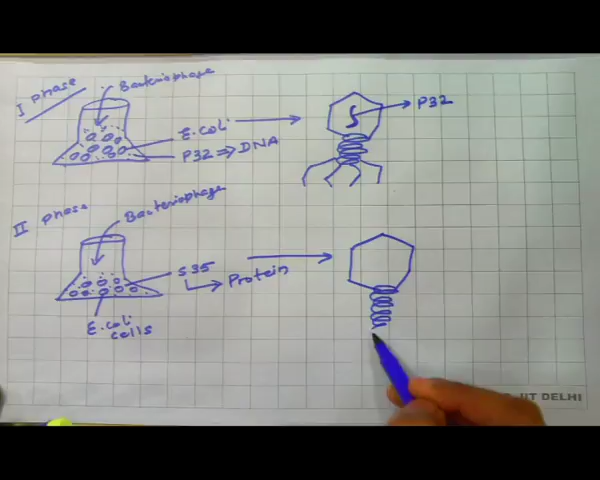 I phase
Bacteriophage
E.coli
P32 ⇒ DNA
P32
II phase
Bacteriophage
S35
Protein
E.coli
cells
IIT DELHI